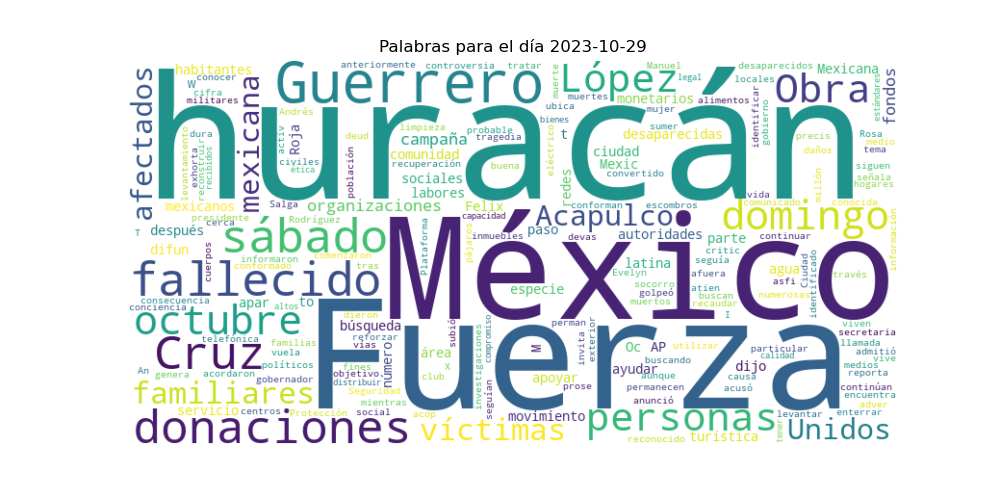 Palabras para el día 2023-10-29
huracán
México
Fuerza
Guerrero
López
Obra
sábado
domingo
fallecido
octubre
Cruz
donaciones
personas
víctimas
familiares
Unidos
Acapulco
afectados
mexicana
fondos
habitantes
anteriormente
controversia
tratar
muerte
Manuel
legal
desaparecidos
locales
Mexicana
W
conocer
cifra
militares
Andrés
monetarios
muertes
alimentos
mujer
identificar
gobierno
estándares
ubica
bienes
levantamiento
exhorta
reconstruir
recibidos
dura
activ
Roja
civiles
etica
población
deud
limpieza
campaña
comunidad
recuperación
probable
tragedia
buena
eléctrico
t
sumer
desaparecidas
ciudad
Mexic
convertido
redes
precis
daños
millón
Rosa
medio
tema
siguen
señala
hogares
sociales
labores
vida
mexicanos
presidente
T
después
cerca
Salga
Rodríguez
organizaciones
Felix
capacidad
conforman
escombros
comunicado
conocida
difun
informaron
conformado
cuerpos
comenzaron
tras
Plataforma
pájaros
inmuebles
paso
devas
autoridades
parte
critic
continuar
seguía
información
latina
Evelyn
afuera
agua
asfi
Ciudad
través
identificado
especie
socorro
golpeó
muertos
atien
buscan
recaudar
numerosas
I
consecuencia
conciencia
apar
altos
to
dieron
búsqueda
reforzar
vias
subió
compromiso
perman
invita
exterior
viven
secretaria
telefónica
familias
vuela
políticos
An
genera
acordaron
gobernador
fines
objetivo
distribuir
número
área
X
club
investigaciones
M
Oc
AP
utilizar
particular
calidad
llamada
admitió
vive
medios
reporta
buscando
ayudar
dijo
aunque
causa
acusó
apoyar
prose
permanecen
anunció
continúan
encuentra
adver
servicio
centros
Protección
Seguridad
mientras
social
acop
seguian
movimiento
levantar
enterrar
reconocido
turística
tener